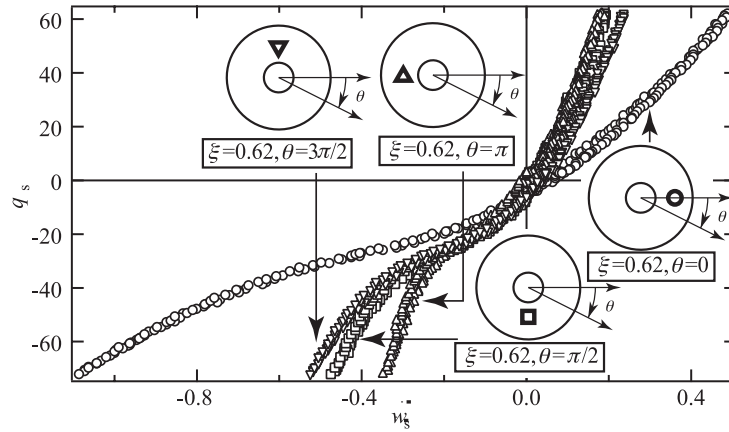 60
40
20
0
-20
-40
-60
q s
-0.8
-0.4
0.0
0.4
w s
θ
ξ=0.62, θ=3π/2
θ
ξ=0.62, θ=π
θ
ξ=0.62, θ=0
θ
ξ=0.62, θ=π/2